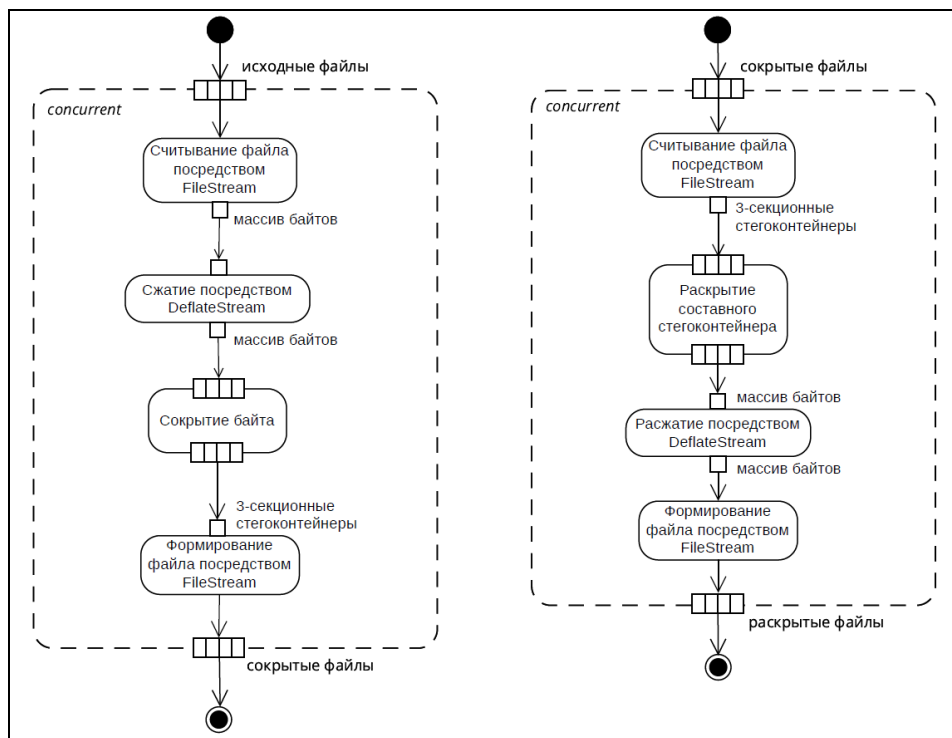 исходные файлы
concurrent
Считывание файла
посредством
FileStream
массив байтов
Сжатие посредством
DeflateStream
массив байтов
Сокрытие байта
3-секционные
стегоконтейнеры
Формирование
файла посредством
FileStream
сокрытые файлы
сокрытые файлы
concurrent
Считывание файла
посредством
FileStream
3-секционные
стегоконтейнеры
Раскрытие
составного
стегоконтейнера
массив байтов
Расжатие посредством
DeflateStream
массив байтов
Формирование
файла посредством
FileStream
раскрытые файлы